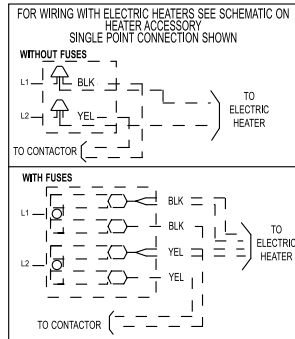 FOR WIRING WITH ELECTRIC HEATERS SEE SCHEMATIC ON
HEATER ACCESSORY
SINGLE POINT CONNECTION SHOWN
WITHOUT FUSES
L1
BLK
L2
YEL
TO
ELECTRIC
HEATER
TO CONTACTOR
WITH FUSES
L1
BLK
BLK
YEL
L2
YEL
TO
ELECTRIC
HEATER
TO CONTACTOR